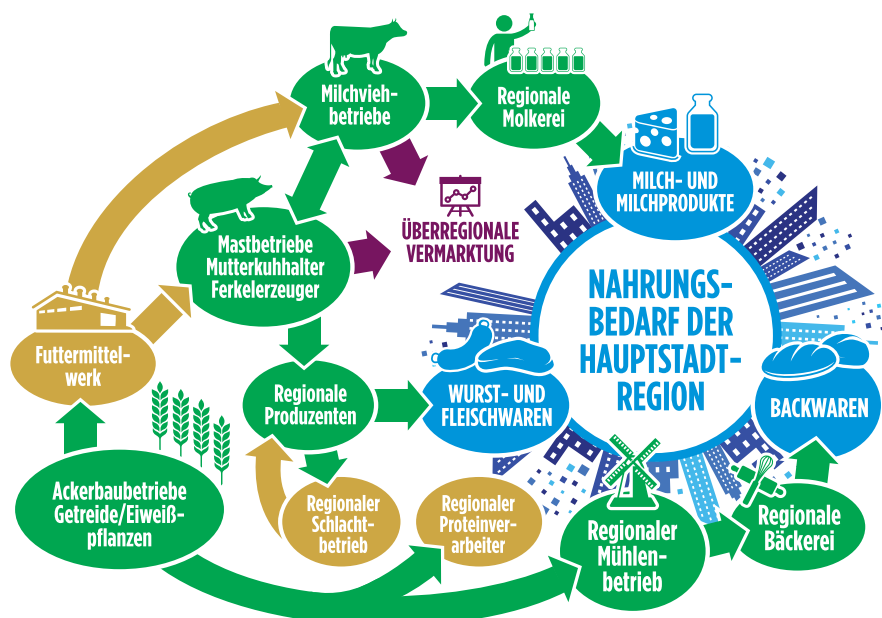 Milchvieh-
betriebe
Regionale
Molkerei
MILCH- UND
MILCHPRODUKTE
ÜBERREGIONALE
VERMARKTUNG
Mastbetriebe
Mutterkuhhalter
Ferkelerzeuger
NAHRUNGS-
BEDARF DER
HAUPTSTADT-
REGION
Futtermittel-
werk
Regionale
Produzenten
WURST- UND
FLEISCHWAREN
BACKWAREN
Ackerbaubetriebe
Getreide/Eiweiß-
pflanzen
Regionaler
Schlacht-
betrieb
Regionaler
Proteinver-
arbeiter
Regionaler
Mühlen-
betrieb
Regionale
Bäckerei